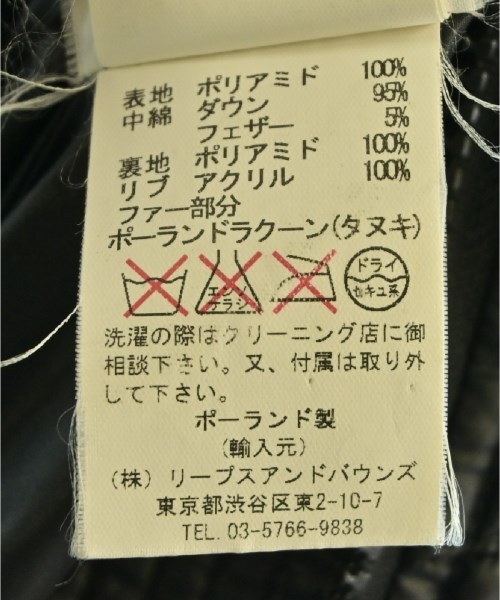 表地 ポリアミド 100%
中綿 ダウン 95%
フェザー 5%
裏地 ポリアミド 100%
リブ アクリル 100%
ファー部分
ポーランドラクーン(タヌキ)
エンソ
サラシ
ドライ
セキユ系
洗濯の際はクリーニング店に御
相談下さい。又、付属は取り外
して下さい。
ポーランド製
(輸入元)
(株) リープスアンドバウンズ
東京都渋谷区東2-10-7
TEL. 03-5766-9838